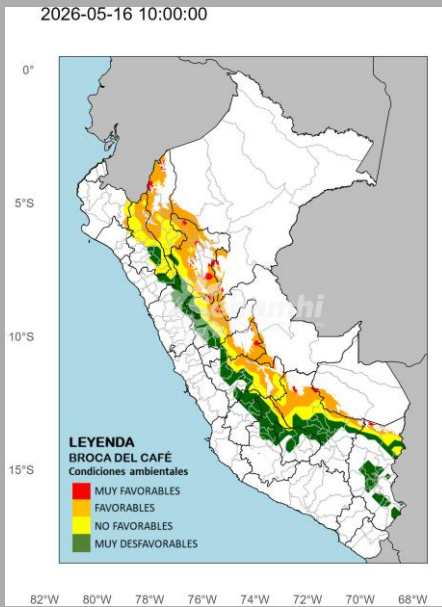 2026-05-16 10:00:00
0°
5°S
10°S
15°S
Senamhi
LEYENDA
BROCA DEL CAFÉ
Condiciones ambientales
MUY FAVORABLES
FAVORABLES
NO FAVORABLES
MUY DESFAVORABLES
82°W 80°W 78°W 76°W 74°W 72°W 70°W 68°W